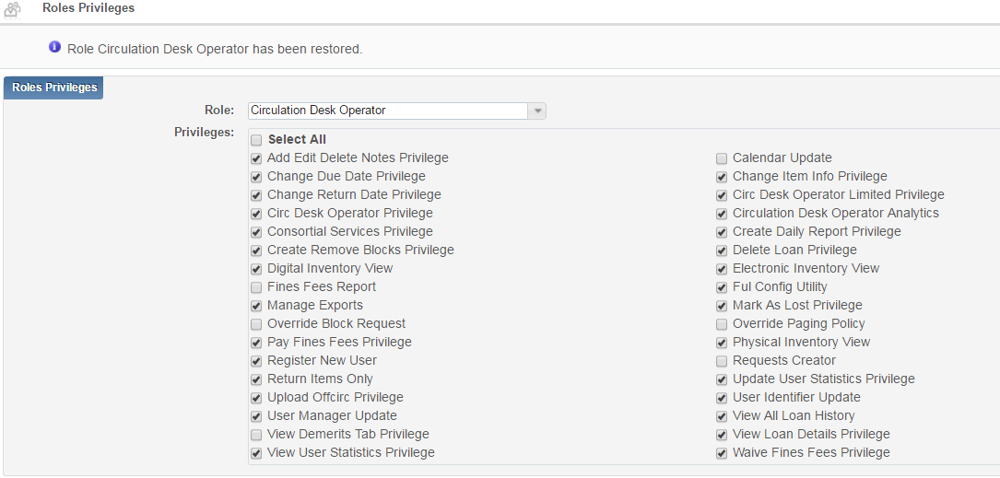 Roles Privileges
Role Circulation Desk Operator has been restored.
Roles Privileges
Role: Circulation Desk Operator
Privileges:
Select All
Add Edit Delete Notes Privilege Calendar Update
Change Due Date Privilege Change Item Info Privilege
Change Return Date Privilege Circ Desk Operator Limited Privilege
Circ Desk Operator Privilege Circulation Desk Operator Analytics
Consortial Services Privilege Create Daily Report Privilege
Create Remove Blocks Privilege Delete Loan Privilege
Digital Inventory View Electronic Inventory View
Fines Fees Report Ful Config Utility
Manage Exports Mark As Lost Privilege
Override Block Request Override Paging Policy
Pay Fines Fees Privilege Physical Inventory View
Register New User Requests Creator
Return Items Only Update User Statistics Privilege
Upload Offcirc Privilege User Identifier Update
User Manager Update View All Loan History
View Demerits Tab Privilege View Loan Details Privilege
View User Statistics Privilege Waive Fines Fees Privilege